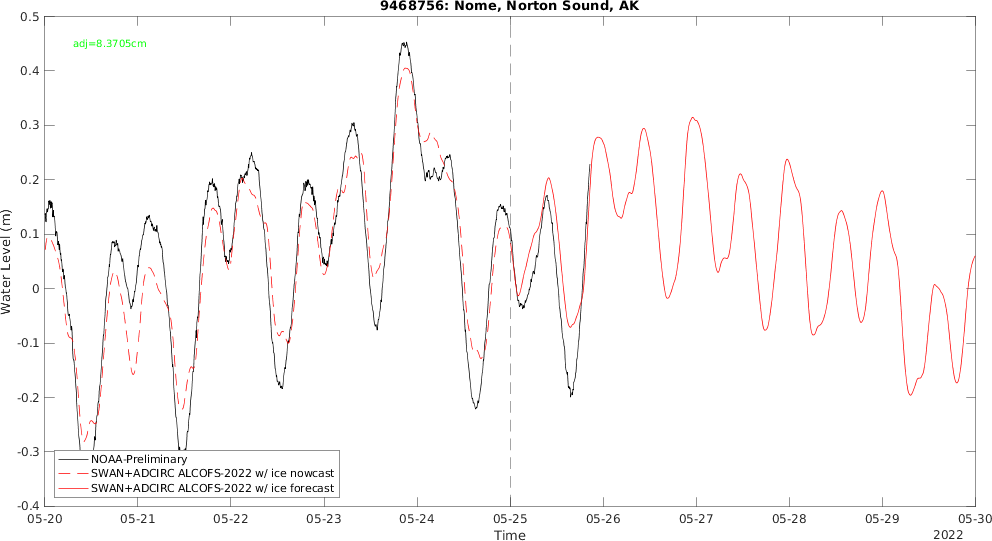 9468756: Nome, Norton Sound, AK
adj=8.3705cm
0.5
0.4
0.3
0.2
0.1
0
-0.1
-0.2
-0.3
-0.4
Water Level (m)
NOAA-Preliminary
SWAN+ADCIRC ALCOFS-2022 w/ ice nowcast
SWAN+ADCIRC ALCOFS-2022 w/ ice forecast
05-20 05-21 05-22 05-23 05-24 05-25 05-26 05-27 05-28 05-29 05-30
Time
2022